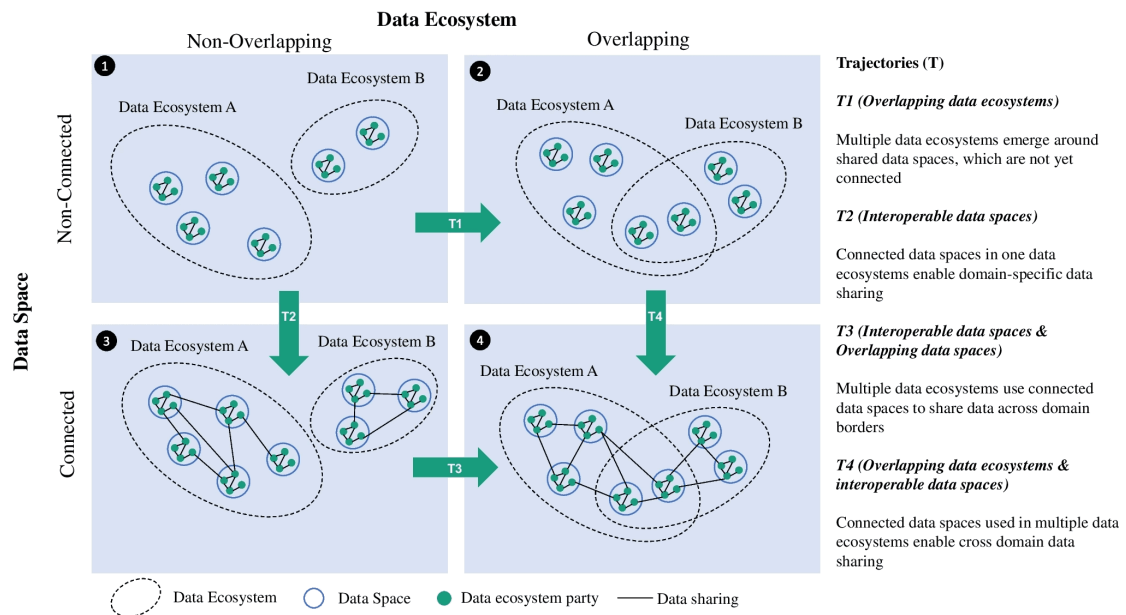 Data Ecosystem
Non-Overlapping
Overlapping
Data Space
Non-Connected
Connected
1
Data Ecosystem A
Data Ecosystem B
2
Data Ecosystem A
Data Ecosystem B
T1
T2
T4
3
Data Ecosystem A
Data Ecosystem B
4
Data Ecosystem A
Data Ecosystem B
T3
Trajectories (T)
T1 (Overlapping data ecosystems)
Multiple data ecosystems emerge around
shared data spaces, which are not yet
connected
T2 (Interoperable data spaces)
Connected data spaces in one data
ecosystems enable domain-specific data
sharing
T3 (Interoperable data spaces &
Overlapping data spaces)
Multiple data ecosystems use connected
data spaces to share data across domain
borders
T4 (Overlapping data ecosystems &
interoperable data spaces)
Connected data spaces used in multiple data
ecosystems enable cross domain data
sharing
Data Ecosystem
Data Space
Data ecosystem party
Data sharing